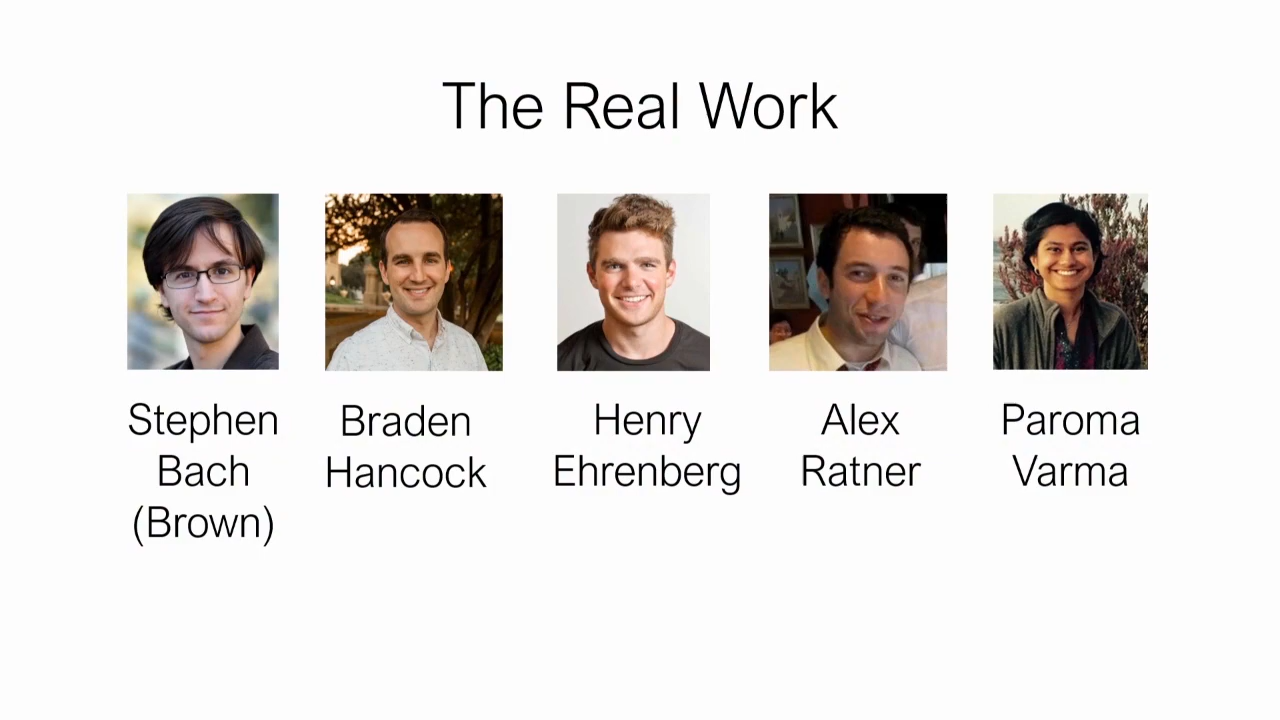 The Real Work
Stephen
Bach
(Brown)
Braden
Hancock
Henry
Ehrenberg
Alex
Ratner
Paroma
Varma